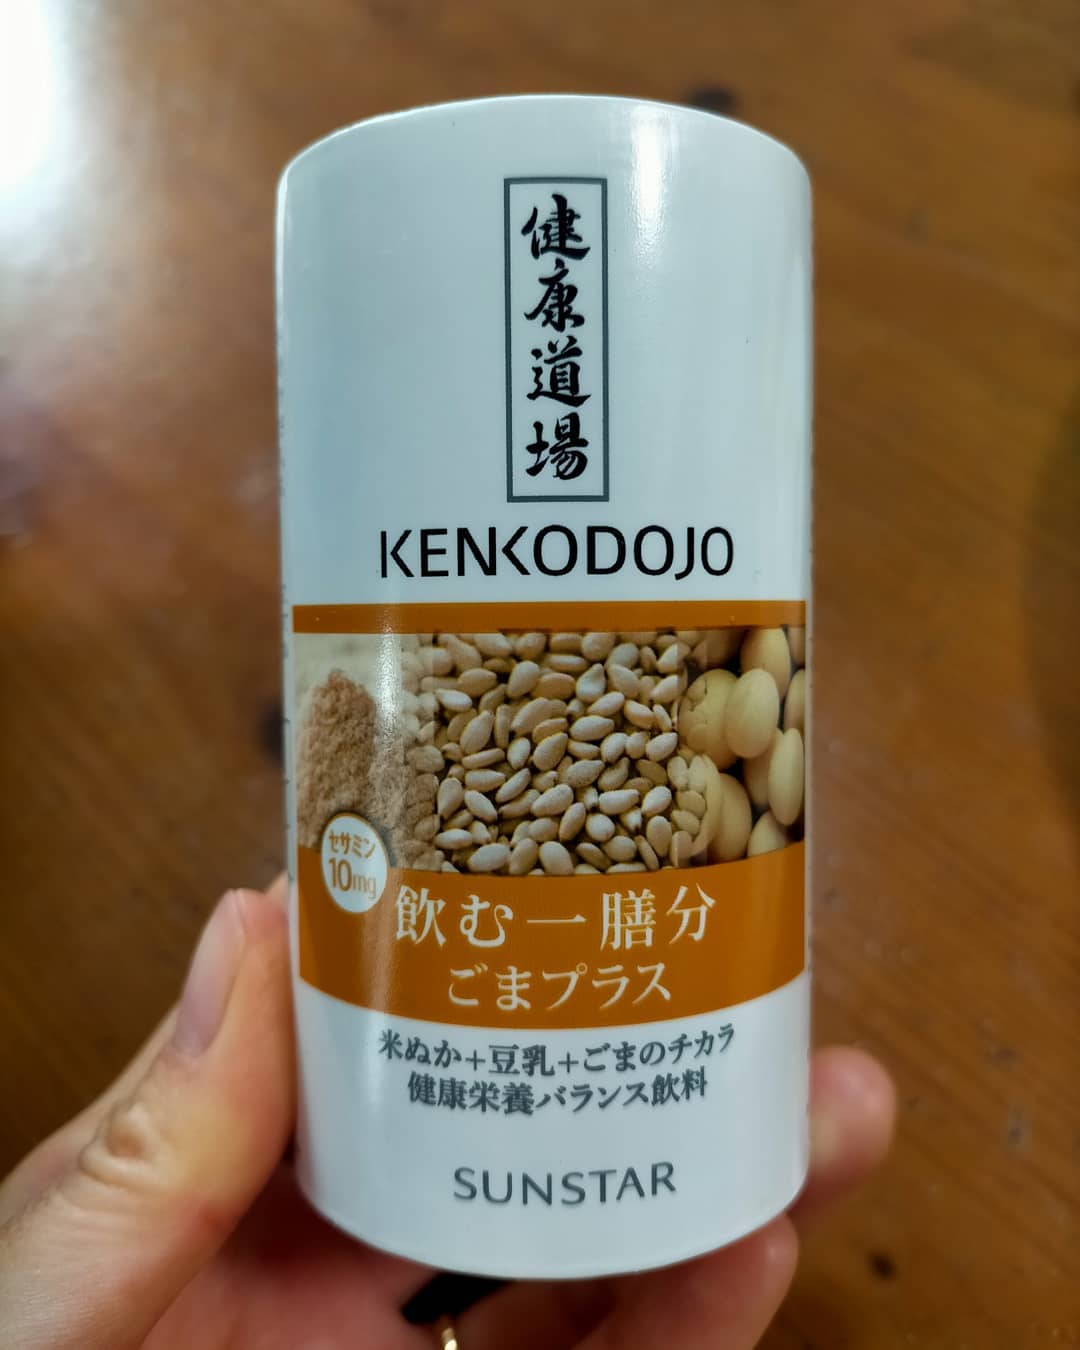 健康道場
KENKODOJO
セサミン
10mg
飲む一膳分
ごまプラス
米ぬか+豆乳+ごまのチカラ
健康栄養バランス飲料
SUNSTAR